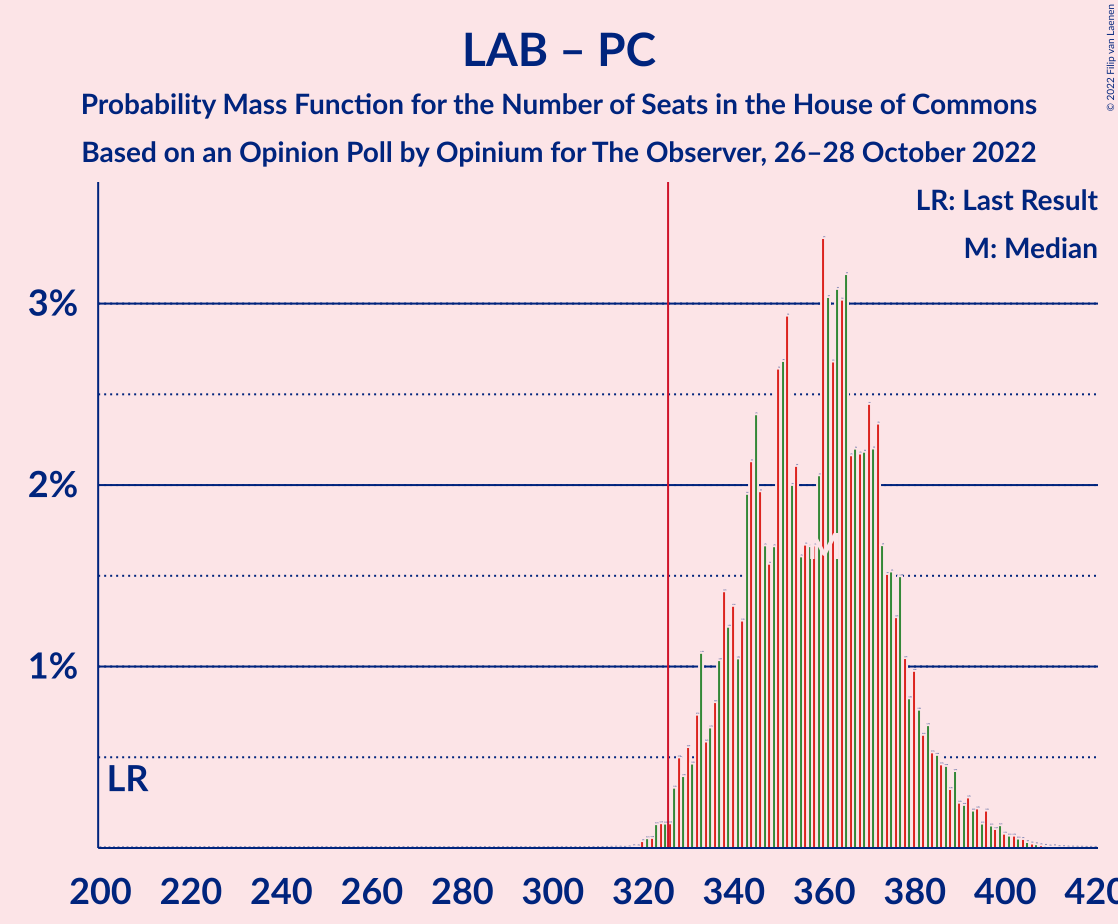 LAB – PC
Probability Mass Function for the Number of Seats in the House of Commons
Based on an Opinion Poll by Opinium for The Observer, 26–28 October 2022
© 2022 Filip van Laenen
LR: Last Result
M: Median
3%
2%
1%
LR
200 220 240 260 280 300 320 340 360 380 400 420